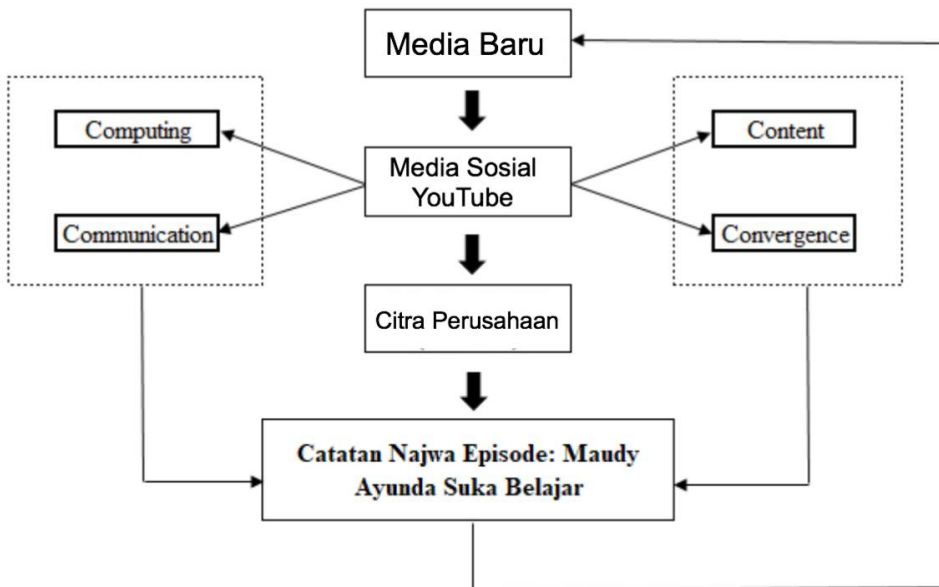 Media Baru
Computing
Content
Media Sosial
YouTube
Communication
Convergence
Citra Perusahaan
Catatan Najwa Episode: Maudy
Ayunda Suka Belajar